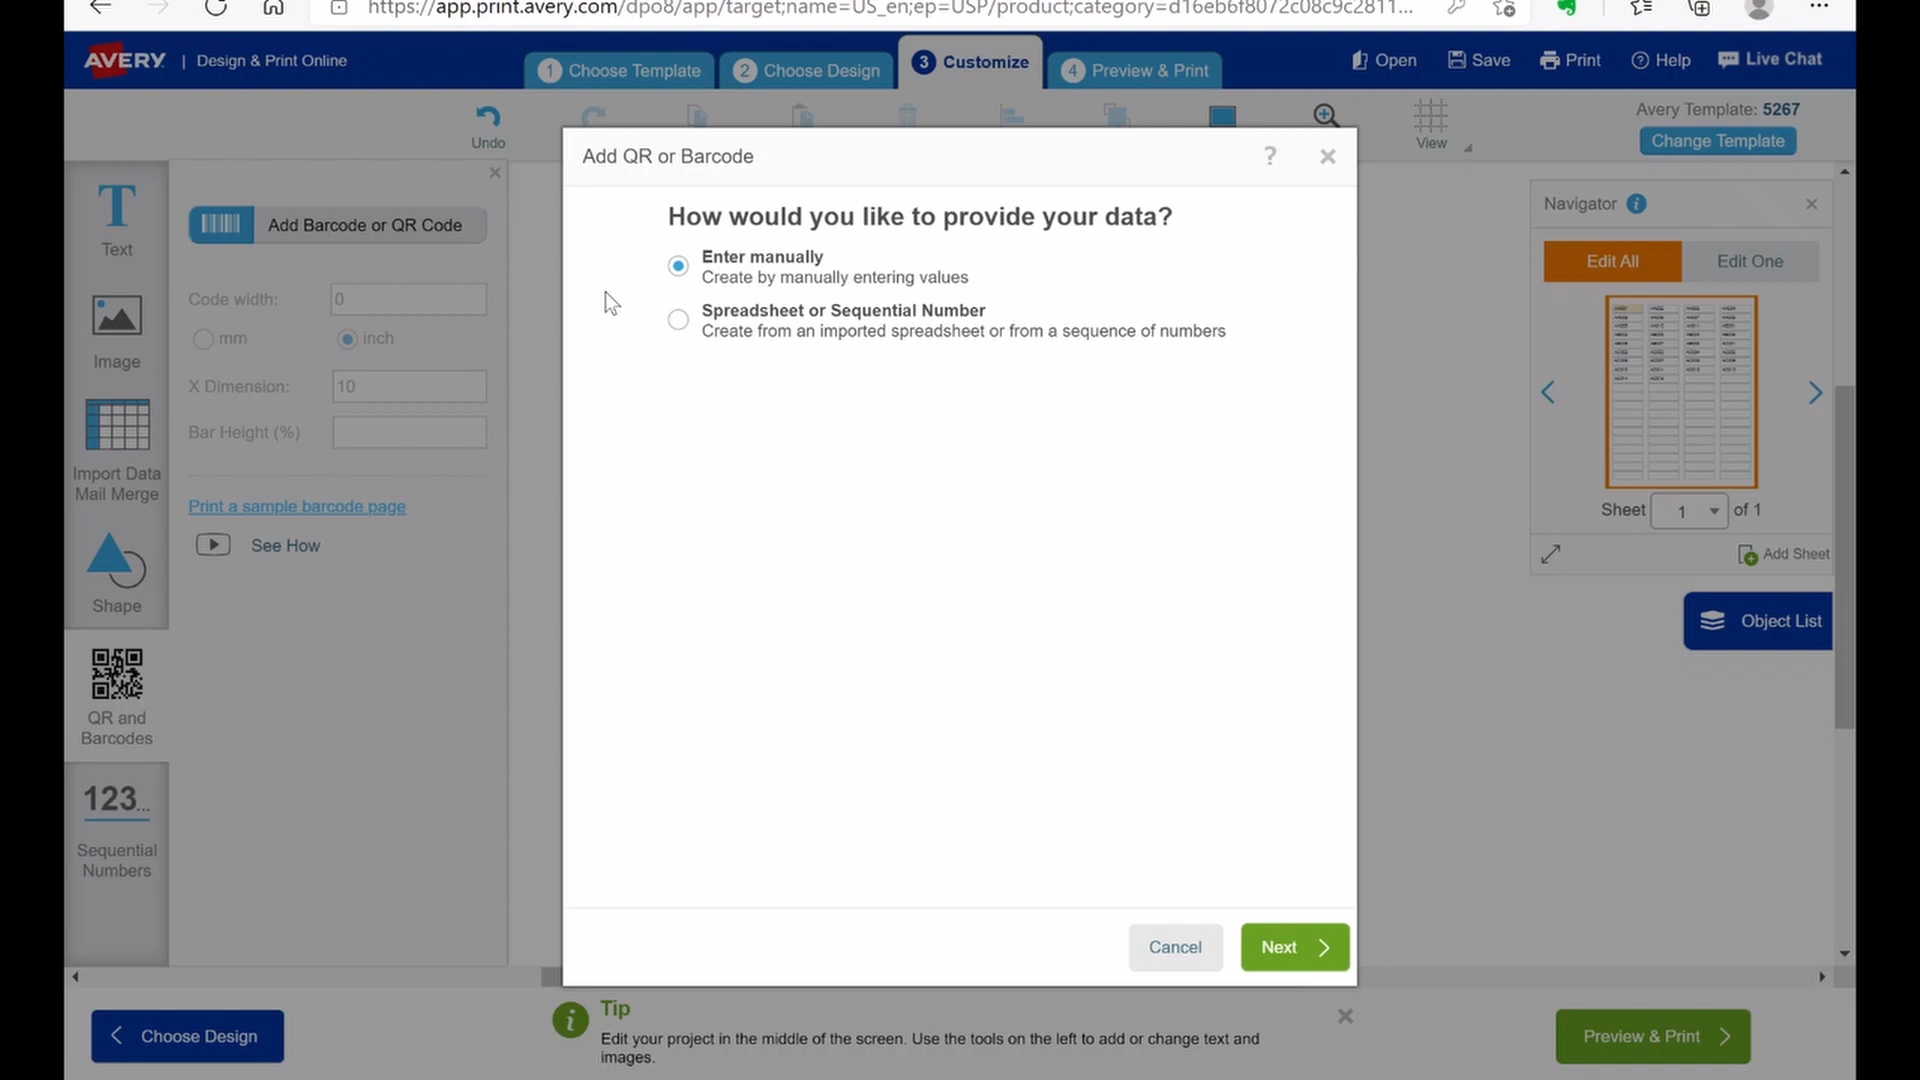 https://app.print.avery.com/dpo8/app/target;name=US_en;ep=USP/product;category=d16eb6f8072c08c9c2811...
AVERY | Design & Print Online
1 Choose Template
2 Choose Design
3 Customize
4 Preview & Print
Open
Save
Print
Help
Live Chat
Undo
View
Avery Template: 5267
Change Template
Text
Image
Import Data
Mail Merge
Shape
QR and
Barcodes
123...
Sequential
Numbers
Add Barcode or QR Code
Code width: 0
mm
inch
X Dimension: 10
Bar Height (%)
Print a sample barcode page
See How
Add QR or Barcode
?
How would you like to provide your data?
Enter manually
Create by manually entering values
Spreadsheet or Sequential Number
Create from an imported spreadsheet or from a sequence of numbers
Cancel
Next
Navigator
Edit All
Edit One
Sheet 1 of 1
Add Sheet
Object List
Choose Design
Tip
Edit your project in the middle of the screen. Use the tools on the left to add or change text and
images.
Preview & Print